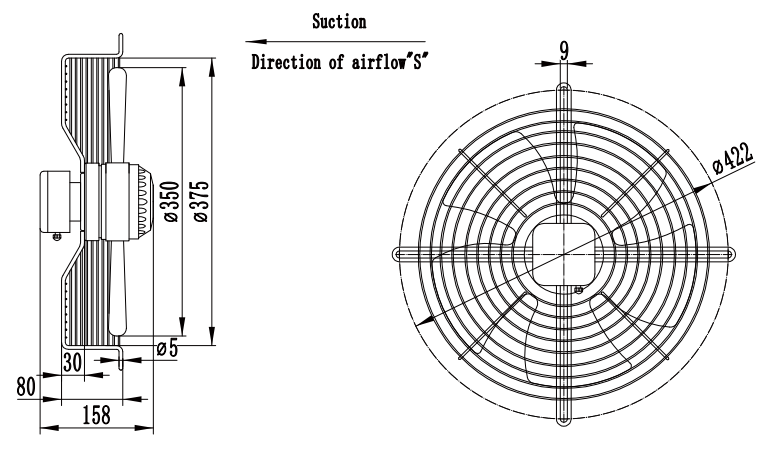 Suction
Direction of airflow"S"
9
ø422
ø350
ø375
ø5
30
80
158